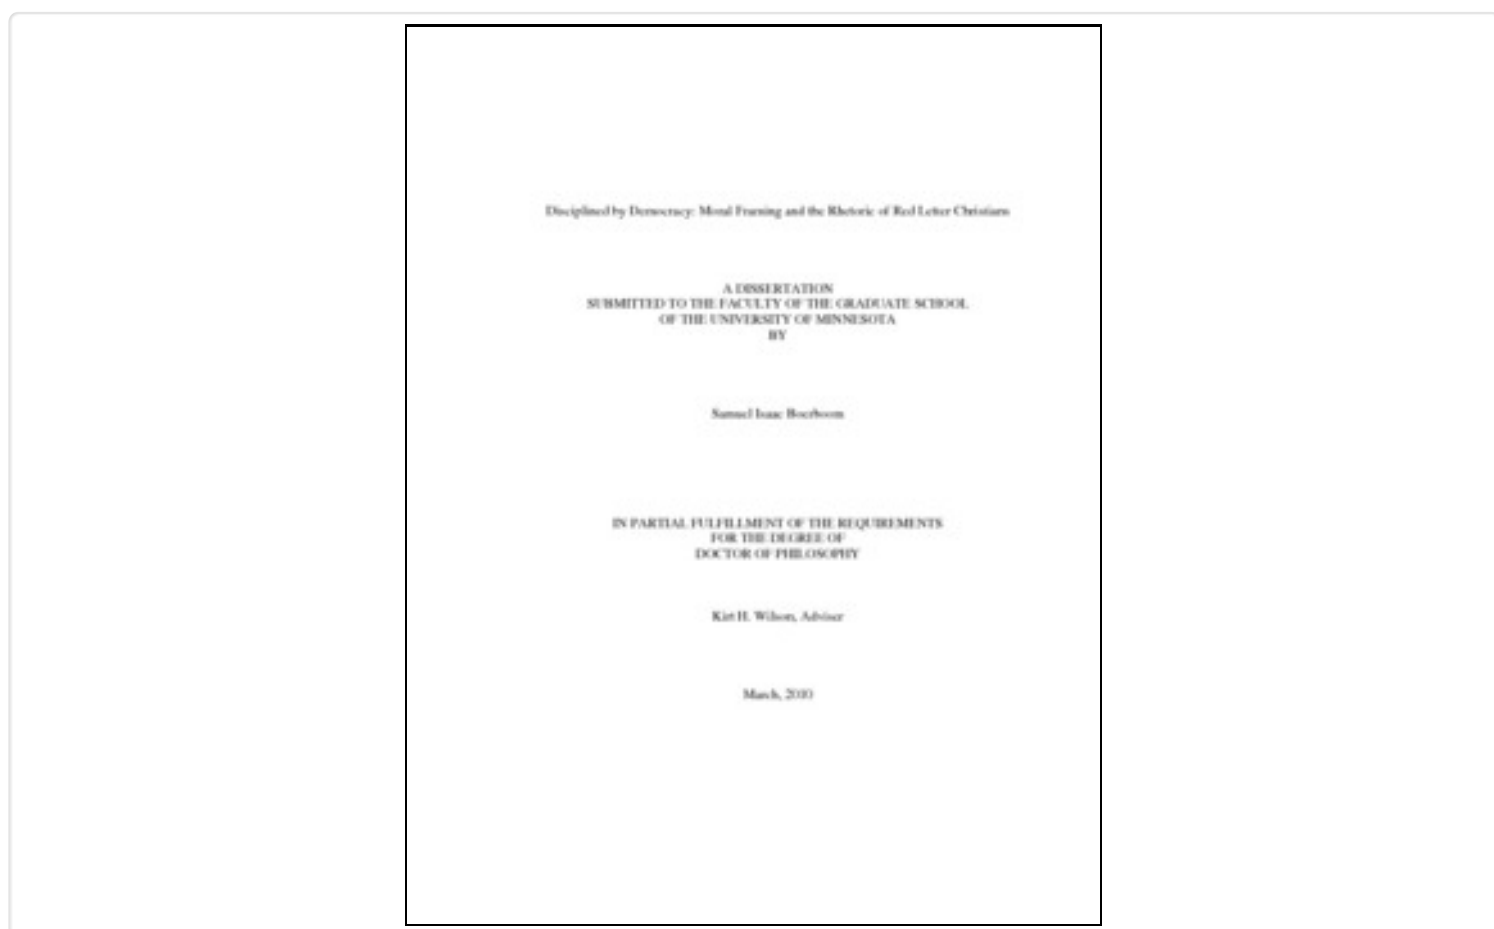 Disciplined by Democracy: Moral Framing and the Rhetoric of Red Letter Christians
A DISSERTATION
SUBMITTED TO THE FACULTY OF THE GRADUATE SCHOOL
OF THE UNIVERSITY OF MINNESOTA
BY
Samuel Isaac Boerboom
IN PARTIAL FULFILLMENT OF THE REQUIREMENTS
FOR THE DEGREE OF
DOCTOR OF PHILOSOPHY
Kirt H. Wilson, Adviser
March, 2010